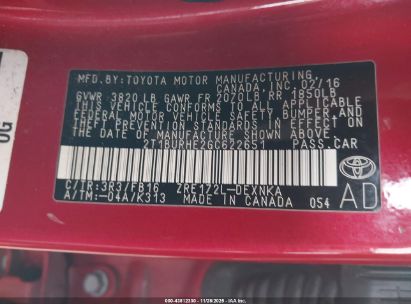 MFD. BY: TOYOTA MOTOR MANUFACTURING
CANADA, INC. 02/16
GVWR 3820LB GAWR FR 2070LB RR 1850LB
THIS VEHICLE CONFORMS TO ALL APPLICABLE
FEDERAL MOTOR VEHICLE SAFETY, BUMPER, AND
THEFT PREVENTION STANDARDS IN EFFECT ON
THE DATE OF MANUFACTURE SHOWN ABOVE.
2T1BURHE2GC622651 PASS.CAR
C/TR:3R3/FB16 ZRE172L-DEXNKA
A/TM:-04A/K313 MADE IN CANADA 054
AD
OG